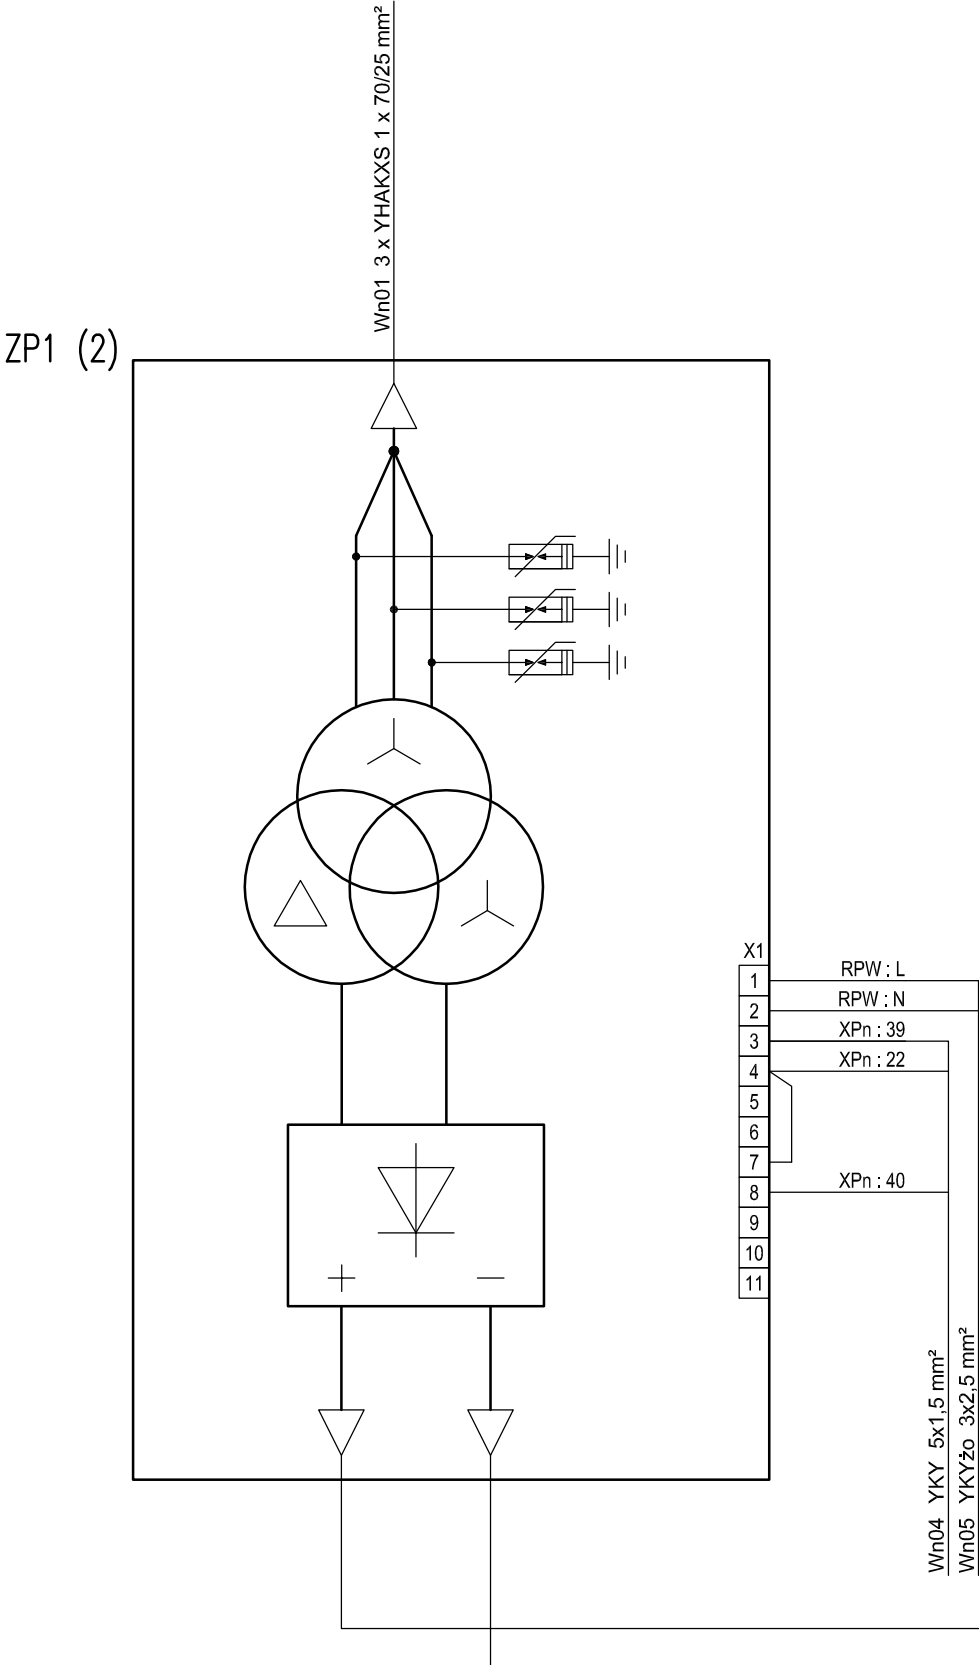 Wn01 3 x YHAKXS 1 x 70/25 mm²
ZP1 (2)
X1
1
2
3
4
5
6
7
8
9
10
11
RPW : L
RPW : N
XPn : 39
XPn : 22
XPn : 40
+
−
Wn04 YKY 5x1,5 mm²
Wn05 YKYżo 3x2,5 mm²